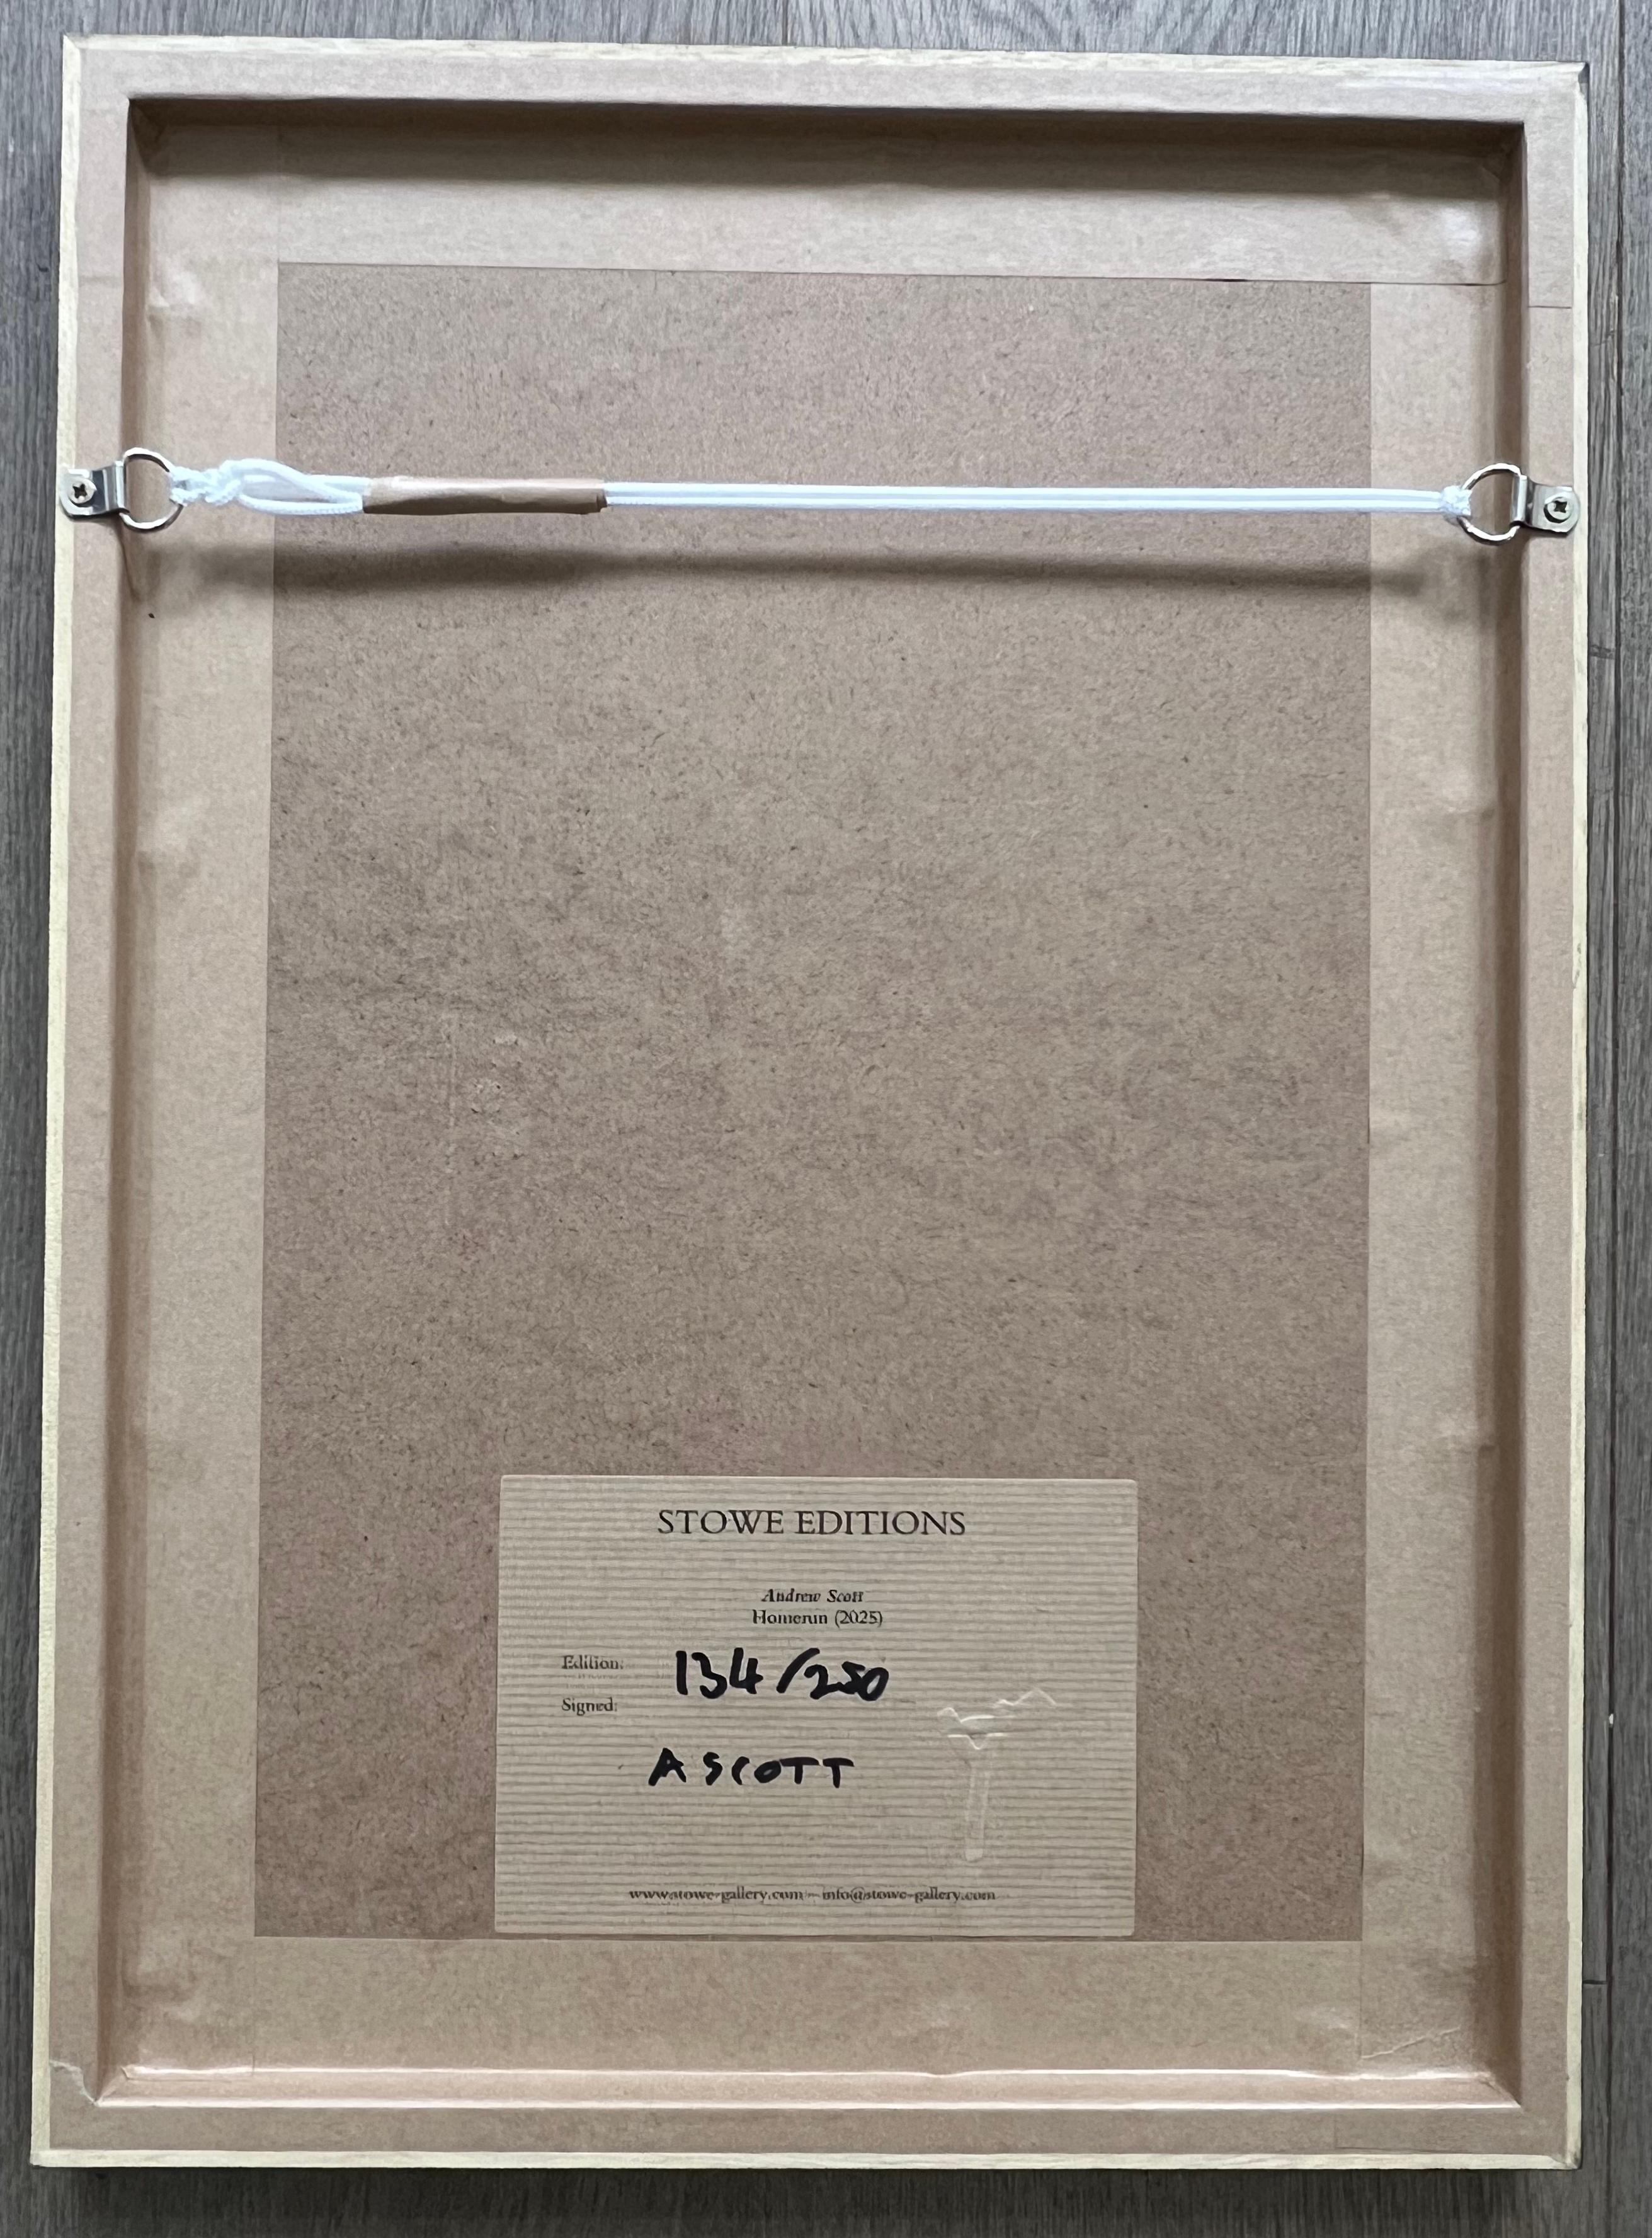 STOWE EDITIONS
Andrew Scott
Homerun (2025)
Edition: 134/250
Signed:
A SCOTT
www.stowe-gallery.com - info@stowe-gallery.com